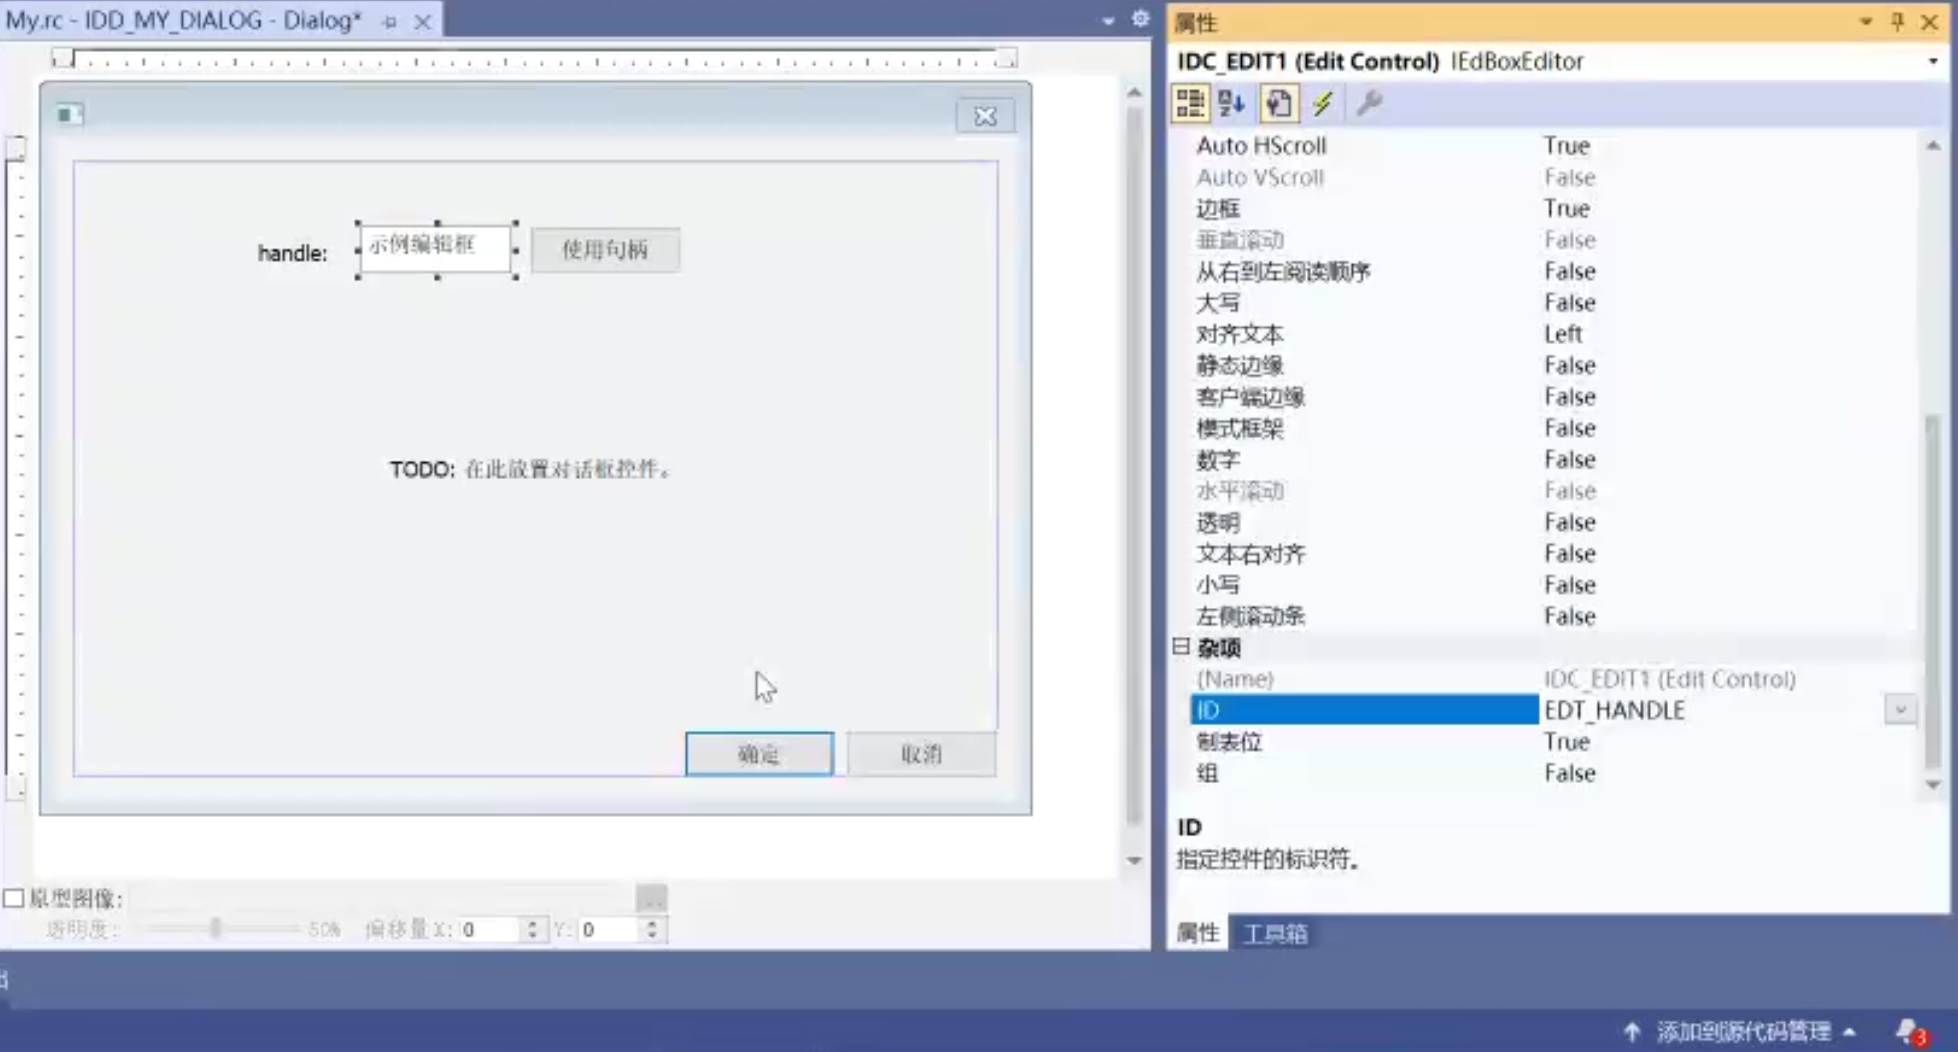 My.rc - IDD_MY_DIALOG - Dialog*
handle:
示例编辑框
使用句柄
TODO: 在此放置对话框控件。
确定
取消
原型图像:
...
透明度:
50%
偏移量 X: 0
Y: 0
属性
IDC_EDIT1 (Edit Control) IEdBoxEditor
Auto HScroll True
Auto VScroll False
边框 True
垂直滚动 False
从右到左阅读顺序 False
大写 False
对齐文本 Left
静态边缘 False
客户端边缘 False
模式框架 False
数字 False
水平滚动 False
透明 False
文本右对齐 False
小写 False
左侧滚动条 False
杂项
(Name) IDC_EDIT1 (Edit Control)
ID EDT_HANDLE
制表位 True
组 False
ID
指定控件的标识符。
属性 工具箱
添加到源代码管理
3